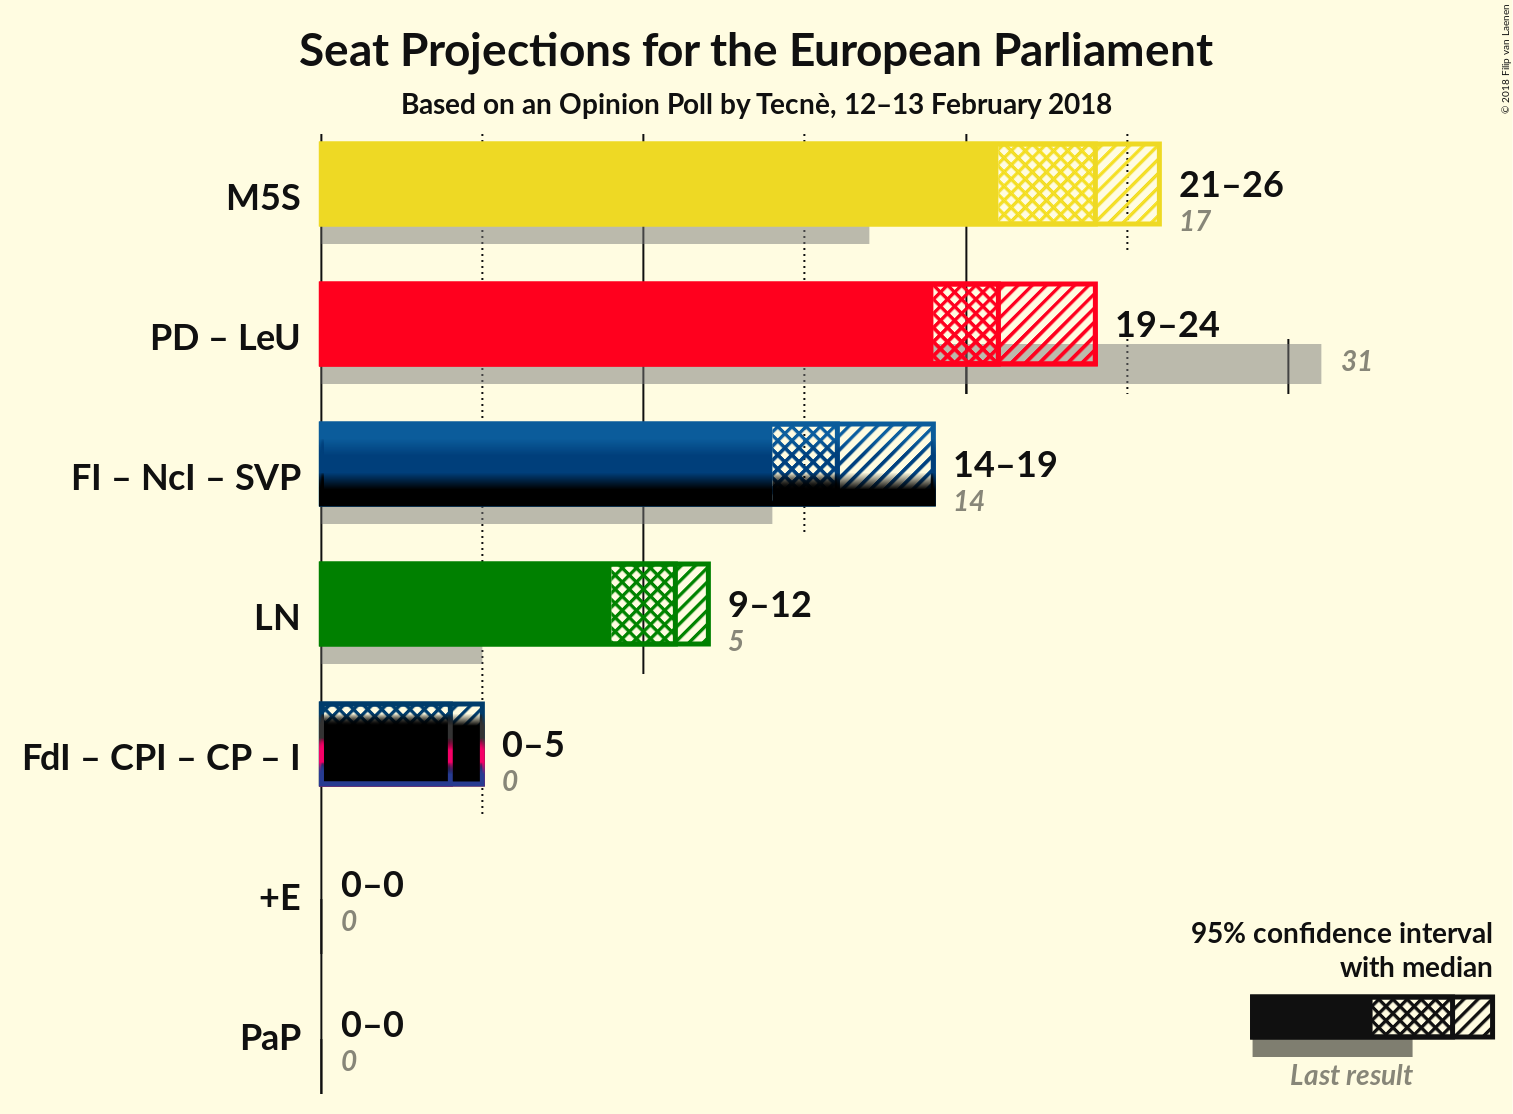 Seat Projections for the European Parliament
Based on an Opinion Poll by Tecnè, 12–13 February 2018
© 2018 Filip van Laenen
M5S
21–26
17
PD – LeU
19–24
31
FI – NcI – SVP
14–19
14
LN
9–12
5
FdI – CPI – CP – I
0–5
0
+E
0–0
0
PaP
0–0
0
95% confidence interval
with median
Last result